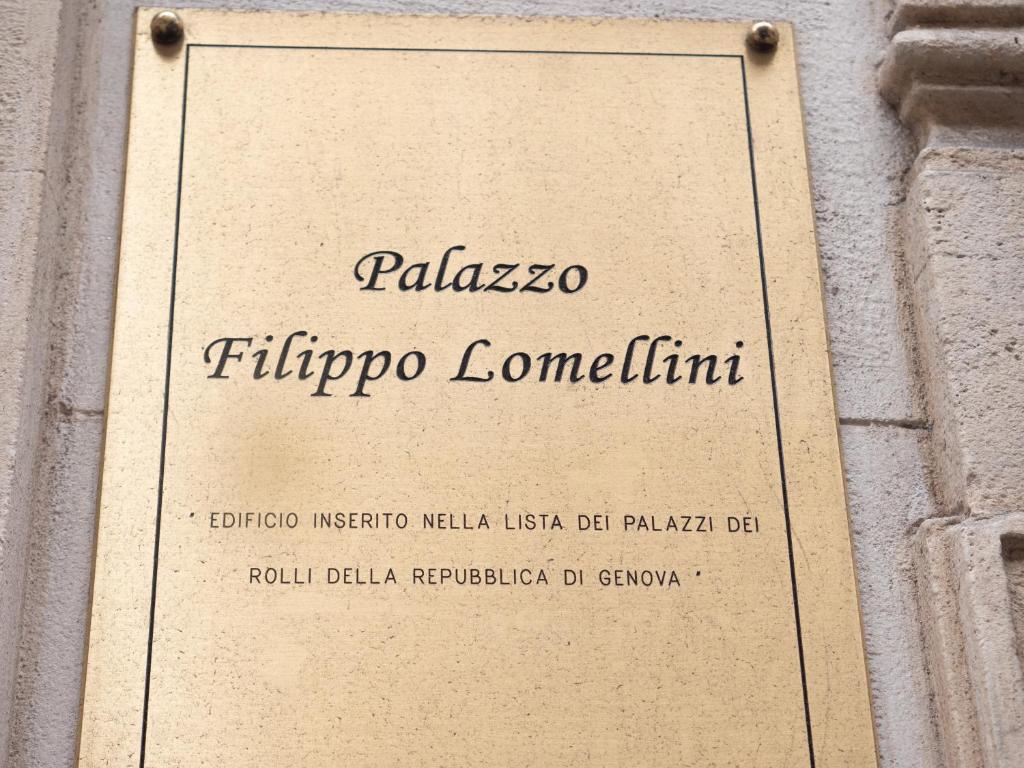 Palazzo
Filippo Lomellini
" EDIFICIO INSERITO NELLA LISTA DEI PALAZZI DEI
ROLLI DELLA REPUBBLICA DI GENOVA "